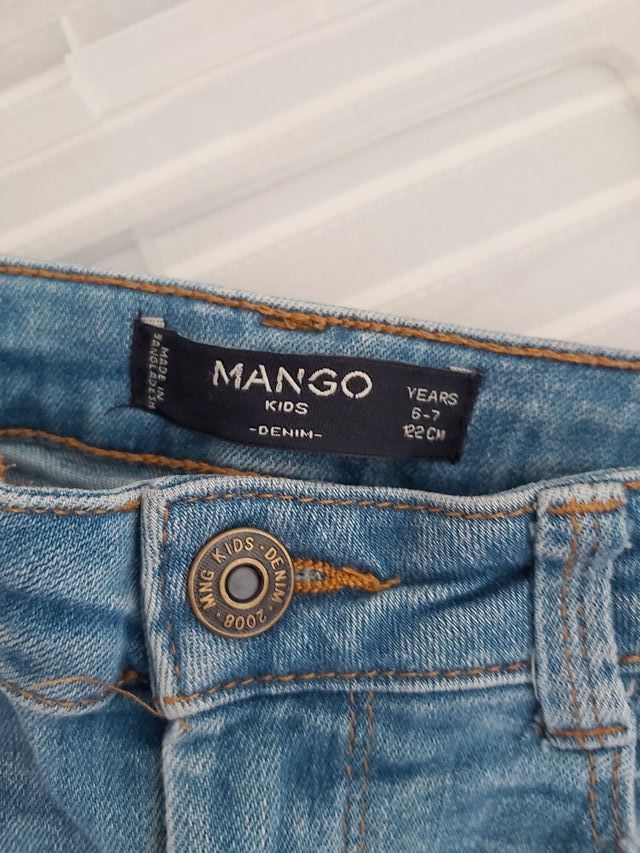 MADE IN
BANGLADESH
MANGO
KIDS
-DENIM-
YEARS
6-7
122 CM
MNG KIDS · DENIM · 2008 ·